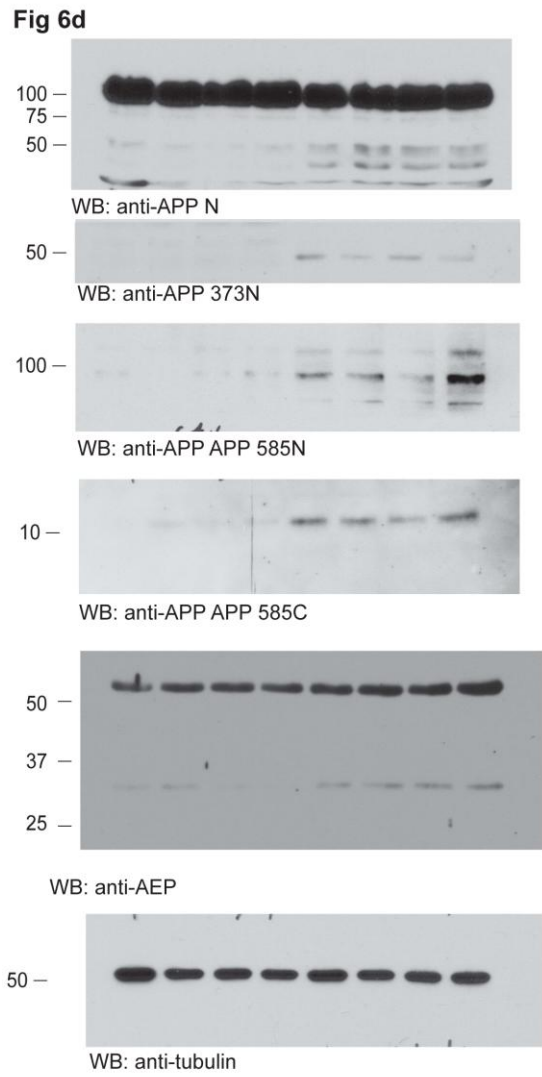 Fig 6d
100 –
75 –
50 –
WB: anti-APP N
50 –
WB: anti-APP 373N
100 –
WB: anti-APP APP 585N
10 –
WB: anti-APP APP 585C
50 –
37 –
25 –
WB: anti-AEP
50 –
WB: anti-tubulin